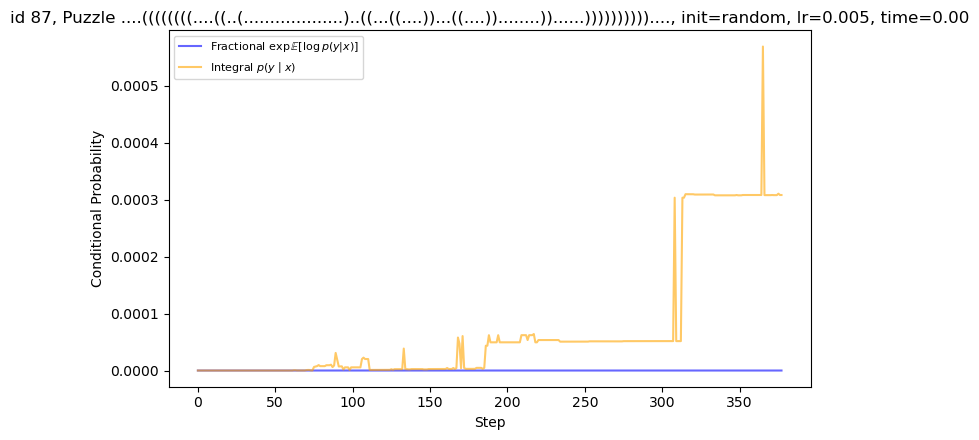 id 87, Puzzle ....((((((((....((..(...................)..((...((....))...((....))........))......))))))))))...., init=random, lr=0.005, time=0.00
Fractional exp𝔼[log p(y|x)]
Integral p(y | x)
Conditional Probability
0.0005
0.0004
0.0003
0.0002
0.0001
0.0000
0 50 100 150 200 250 300 350
Step